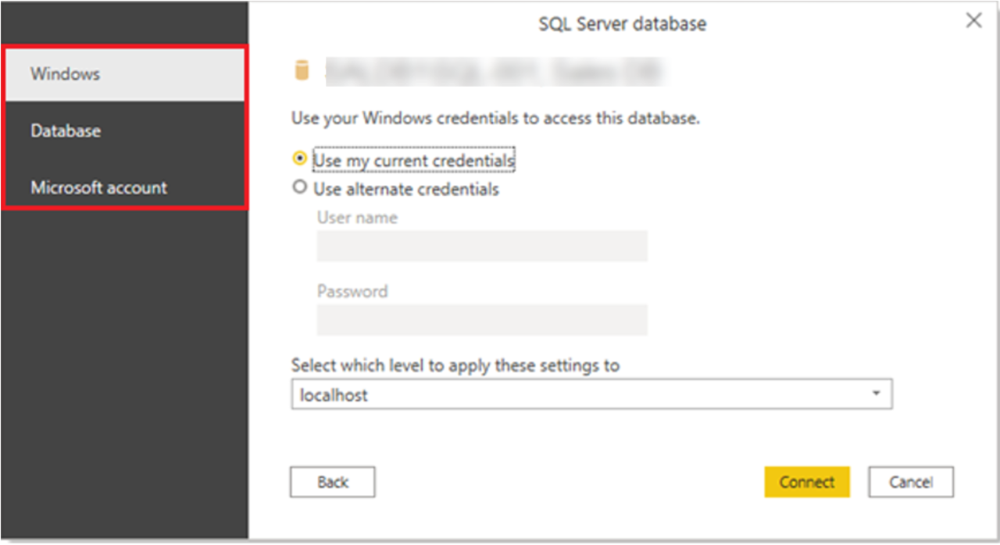 SQL Server database
Windows
Database
Microsoft account
Use your Windows credentials to access this database.
Use my current credentials
Use alternate credentials
User name
Password
Select which level to apply these settings to
localhost
Back
Connect
Cancel